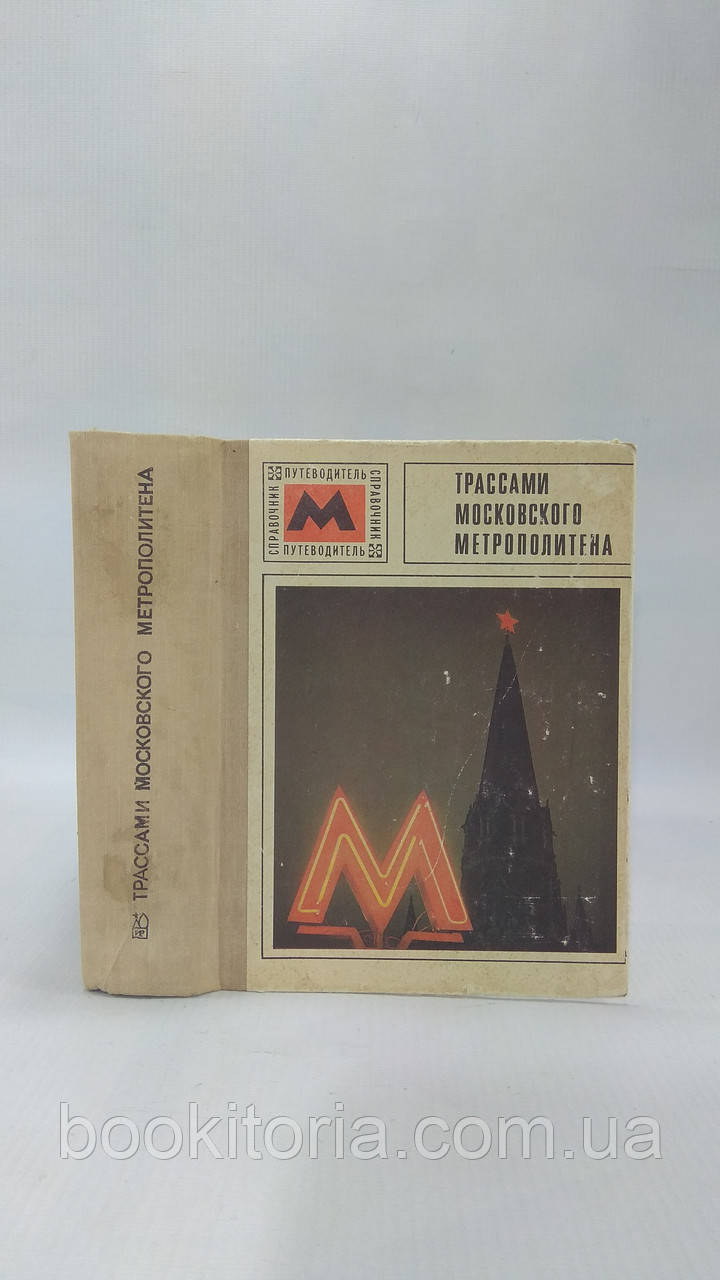 ТРАССАМИ МОСКОВСКОГО МЕТРОПОЛИТЕНА
ПУТЕВОДИТЕЛЬ
СПРАВОЧНИК
М
СПРАВОЧНИК
ПУТЕВОДИТЕЛЬ
ТРАССАМИ
МОСКОВСКОГО
МЕТРОПОЛИТЕНА
М
bookitoria.com.ua